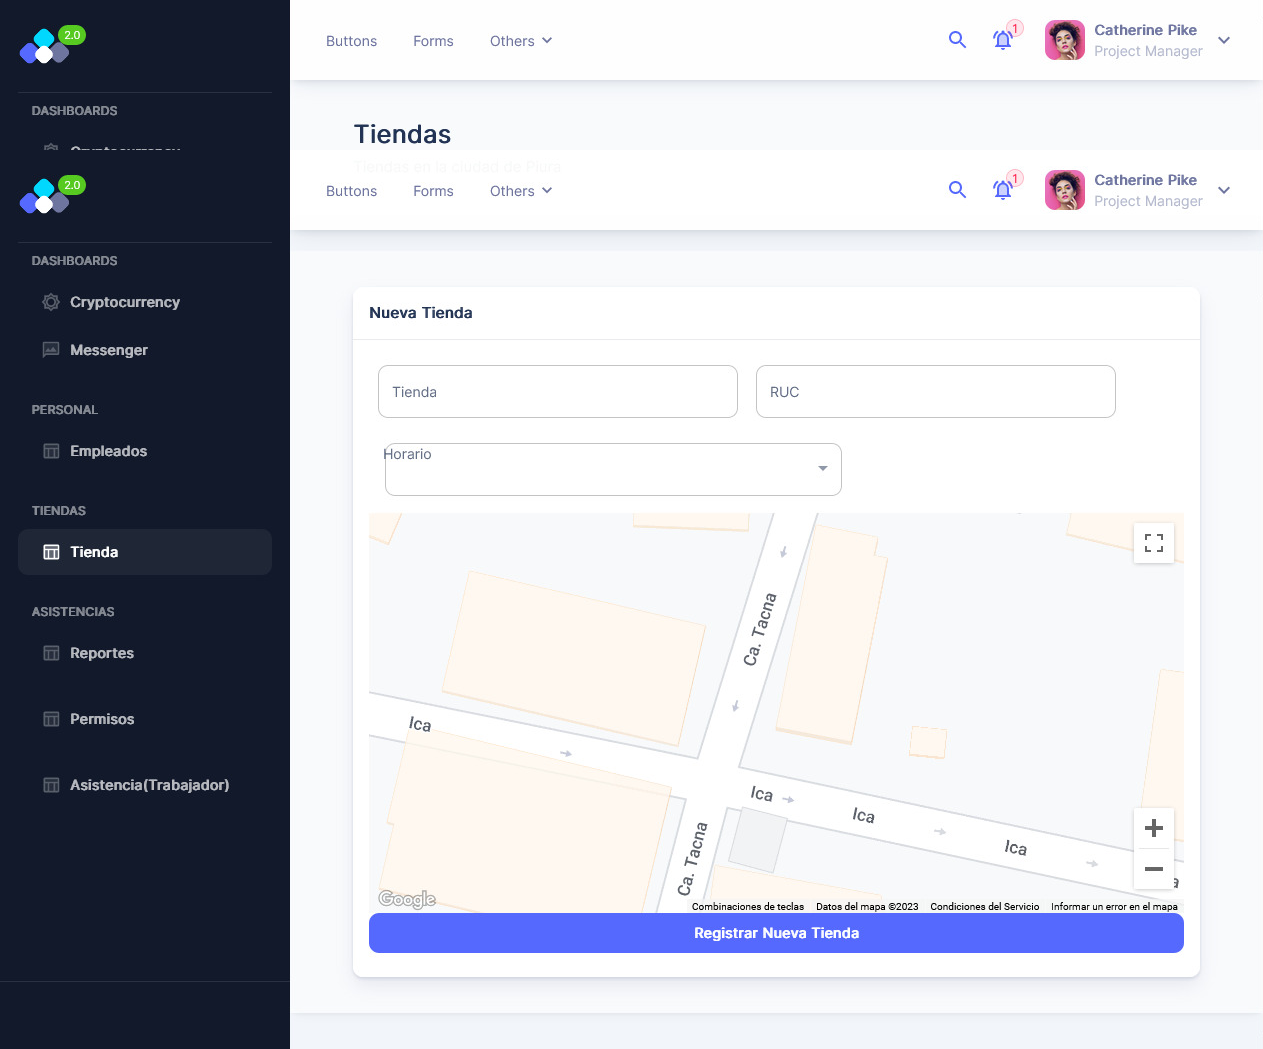 2.0
Buttons Forms Others
1
Catherine Pike
Project Manager
DASHBOARDS
Cryptocurrency
Tiendas
Tiendas en la ciudad de Piura
2.0
Buttons Forms Others
1
Catherine Pike
Project Manager
DASHBOARDS
Cryptocurrency
Messenger
PERSONAL
Empleados
TIENDAS
Tienda
ASISTENCIAS
Reportes
Permisos
Asistencia(Trabajador)
Nueva Tienda
Tienda
RUC
Horario
Ca. Tacna
Ica
Ica
Ica
Ica
Ca. Tacna
Google
Combinaciones de teclas Datos del mapa ©2023 Condiciones del Servicio Informar un error en el mapa
Registrar Nueva Tienda